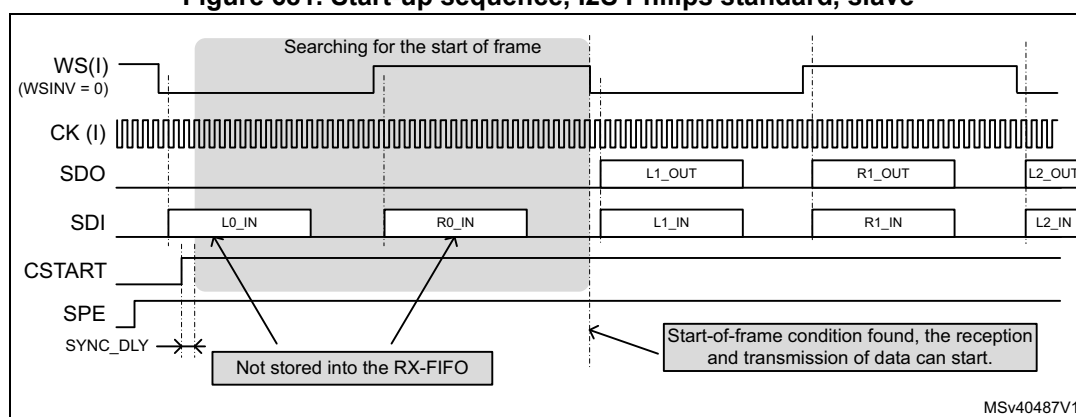 Start-up sequence, I2S Philips standard, slave
Searching for the start of frame
WS(I)
(WSINV = 0)
CK (I)
SDO
L1_OUT
R1_OUT
L2_OUT
SDI
L0_IN
R0_IN
L1_IN
R1_IN
L2_IN
CSTART
SPE
SYNC_DLY
Not stored into the RX-FIFO
Start-of-frame condition found, the reception
and transmission of data can start.
MSv40487V1